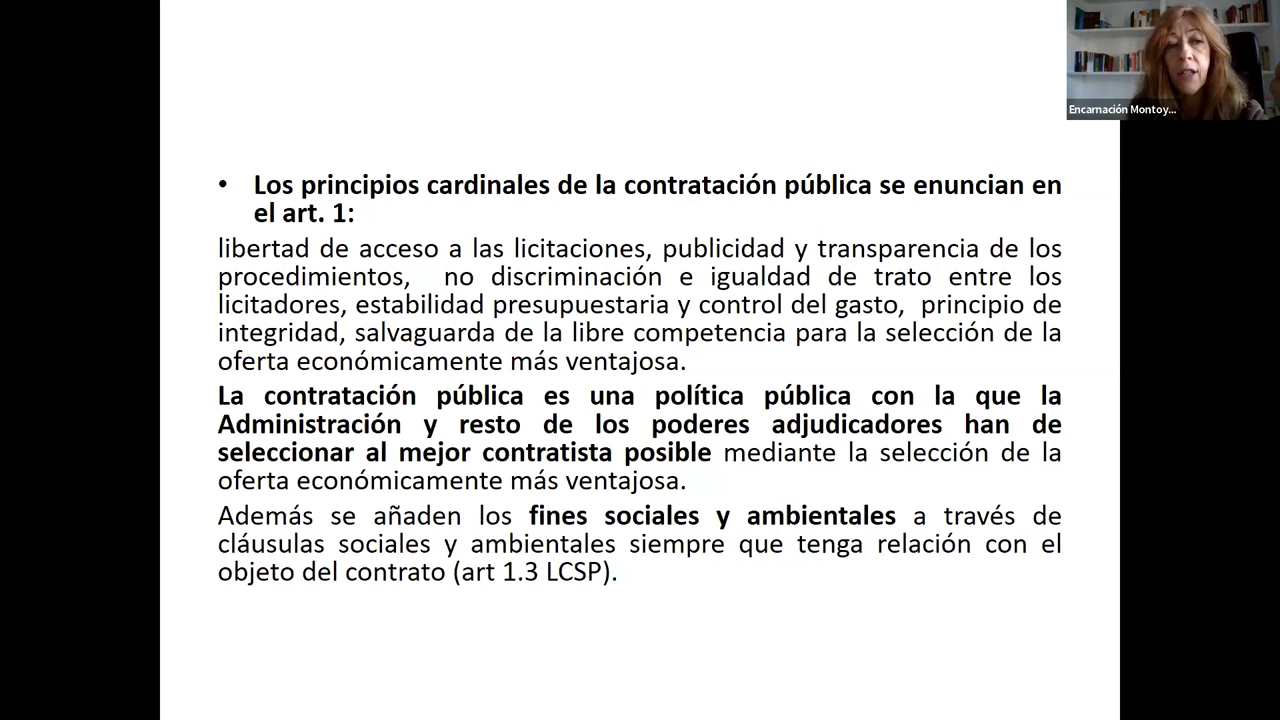 Encarnación Montoy...
• Los principios cardinales de la contratación pública se enuncian en
el art. 1:
libertad de acceso a las licitaciones, publicidad y transparencia de los
procedimientos, no discriminación e igualdad de trato entre los
licitadores, estabilidad presupuestaria y control del gasto, principio de
integridad, salvaguarda de la libre competencia para la selección de la
oferta económicamente más ventajosa.
La contratación pública es una política pública con la que la
Administración y resto de los poderes adjudicadores han de
seleccionar al mejor contratista posible mediante la selección de la
oferta económicamente más ventajosa.
Además se añaden los fines sociales y ambientales a través de
cláusulas sociales y ambientales siempre que tenga relación con el
objeto del contrato (art 1.3 LCSP).